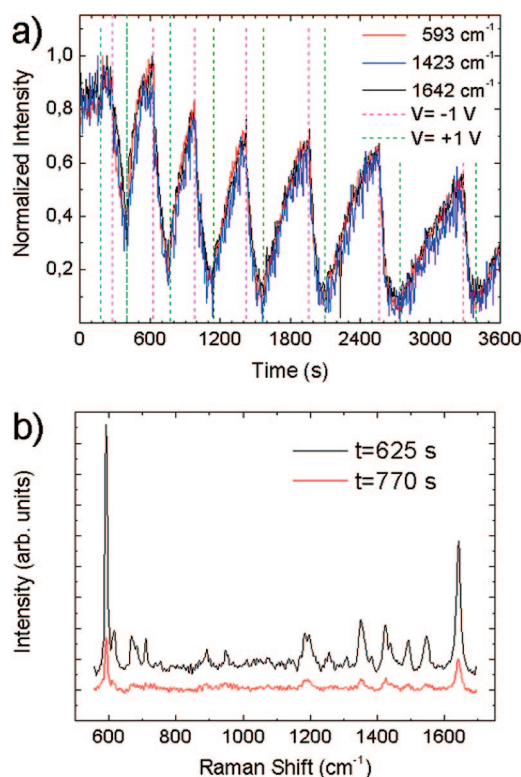 a)
593 cm⁻¹
1423 cm⁻¹
1642 cm⁻¹
V= -1 V
V= +1 V
Normalized Intensity
1,0
0,8
0,6
0,4
0,2
0 600 1200 1800 2400 3000 3600
Time (s)
b)
t=625 s
t=770 s
Intensity (arb. units)
600 800 1000 1200 1400 1600
Raman Shift (cm⁻¹)